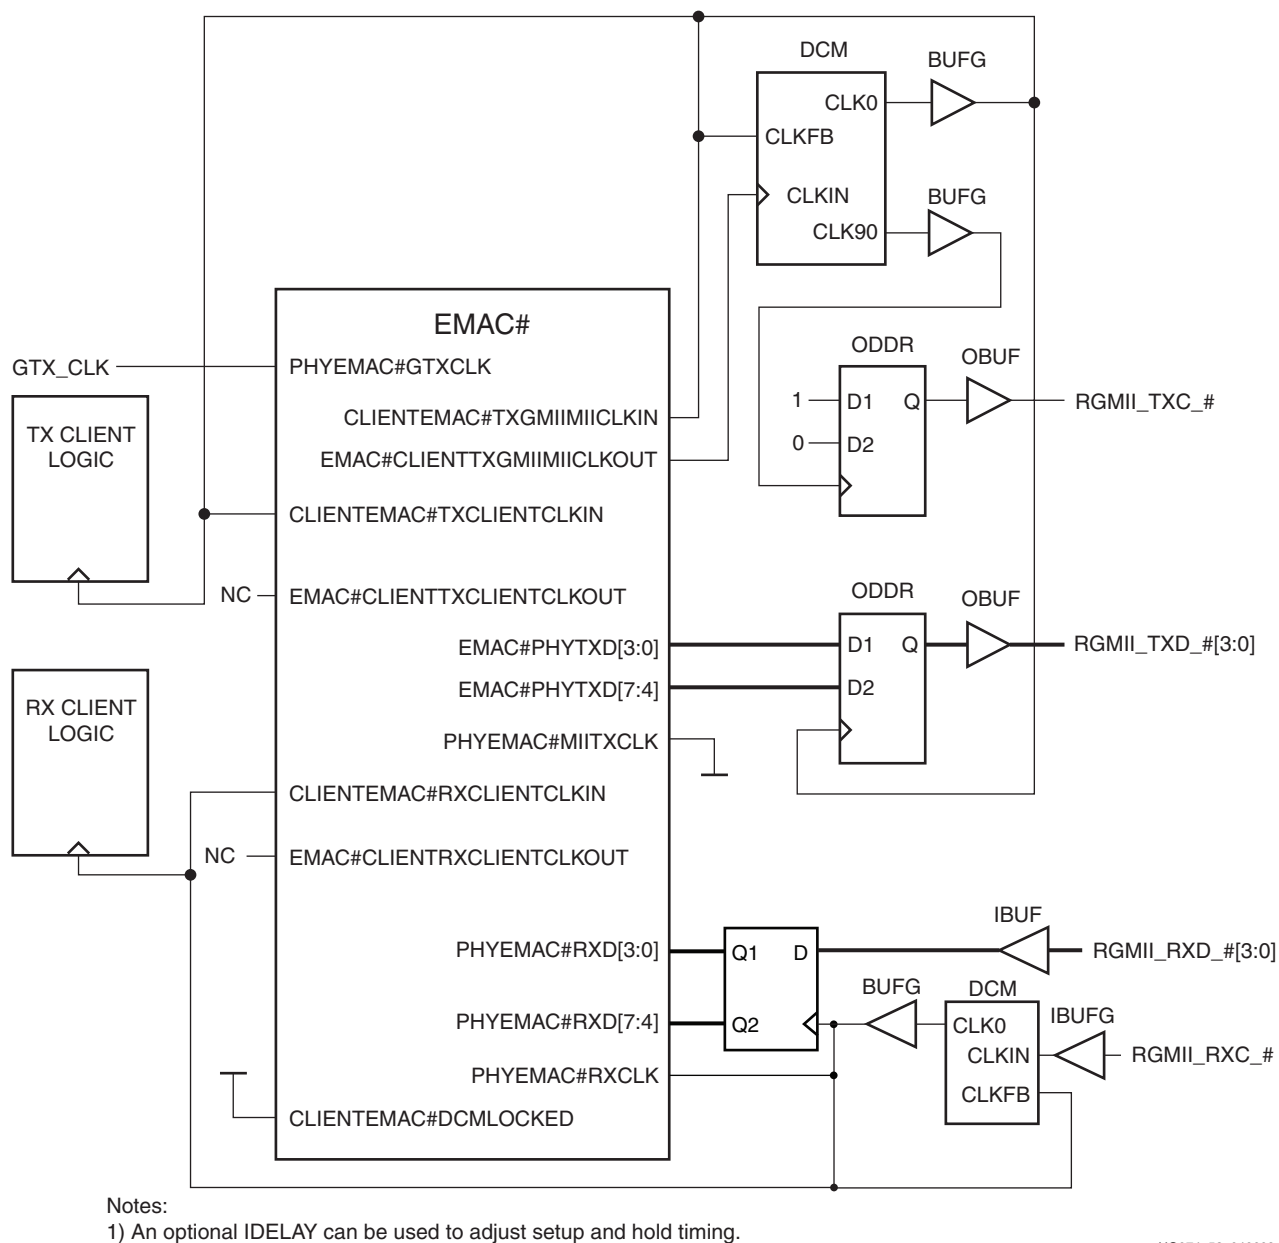 DCM
BUFG
CLK0
CLKFB
CLKIN
BUFG
CLK90
EMAC#
GTX_CLK
PHYEMAC#GTXCLK
ODDR
OBUF
1
D1
Q
RGMII_TXC_#
0
D2
TX CLIENT
LOGIC
CLIENTEMAC#TXGMIIMIICLKIN
EMAC#CLIENTTXGMIIMIICLKOUT
CLIENTEMAC#TXCLIENTCLKIN
NC
EMAC#CLIENTTXCLIENTCLKOUT
ODDR
OBUF
EMAC#PHYTXD[3:0]
D1
Q
RGMII_TXD_#[3:0]
EMAC#PHYTXD[7:4]
D2
RX CLIENT
LOGIC
PHYEMAC#MIITXCLK
CLIENTEMAC#RXCLIENTCLKIN
NC
EMAC#CLIENTRXCLIENTCLKOUT
IBUF
PHYEMAC#RXD[3:0]
Q1
D
RGMII_RXD_#[3:0]
BUFG
DCM
IBUFG
PHYEMAC#RXD[7:4]
Q2
CLK0
CLKIN
RGMII_RXC_#
PHYEMAC#RXCLK
CLKFB
CLIENTEMAC#DCMLOCKED
Notes:
1) An optional IDELAY can be used to adjust setup and hold timing.